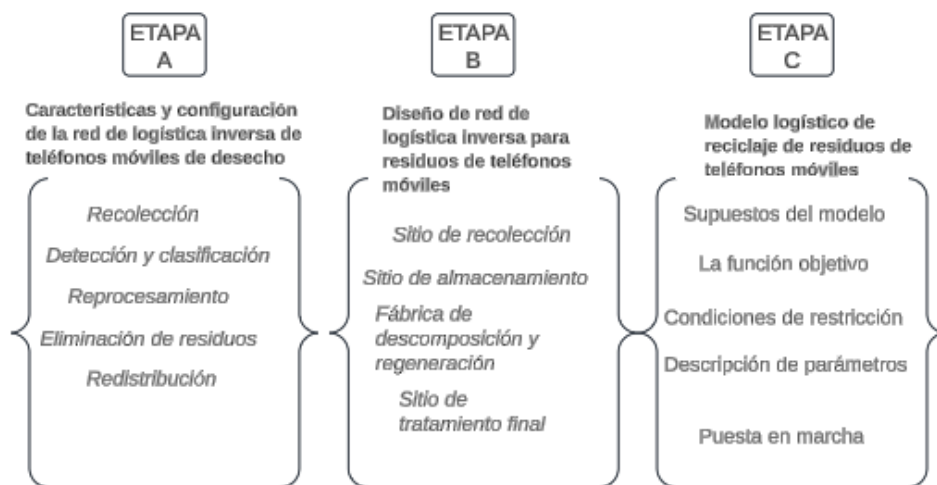 ETAPA
A
Características y configuración
de la red de logística inversa de
teléfonos móviles de desecho
Recolección
Detección y clasificación
Reprocesamiento
Eliminación de residuos
Redistribución
ETAPA
B
Diseño de red de
logística inversa para
residuos de teléfonos
móviles
Sitio de recolección
Sitio de almacenamiento
Fábrica de
descomposición y
regeneración
Sitio de
tratamiento final
ETAPA
C
Modelo logístico de
reciclaje de residuos de
teléfonos móviles
Supuestos del modelo
La función objetivo
Condiciones de restricción
Descripción de parámetros
Puesta en marcha